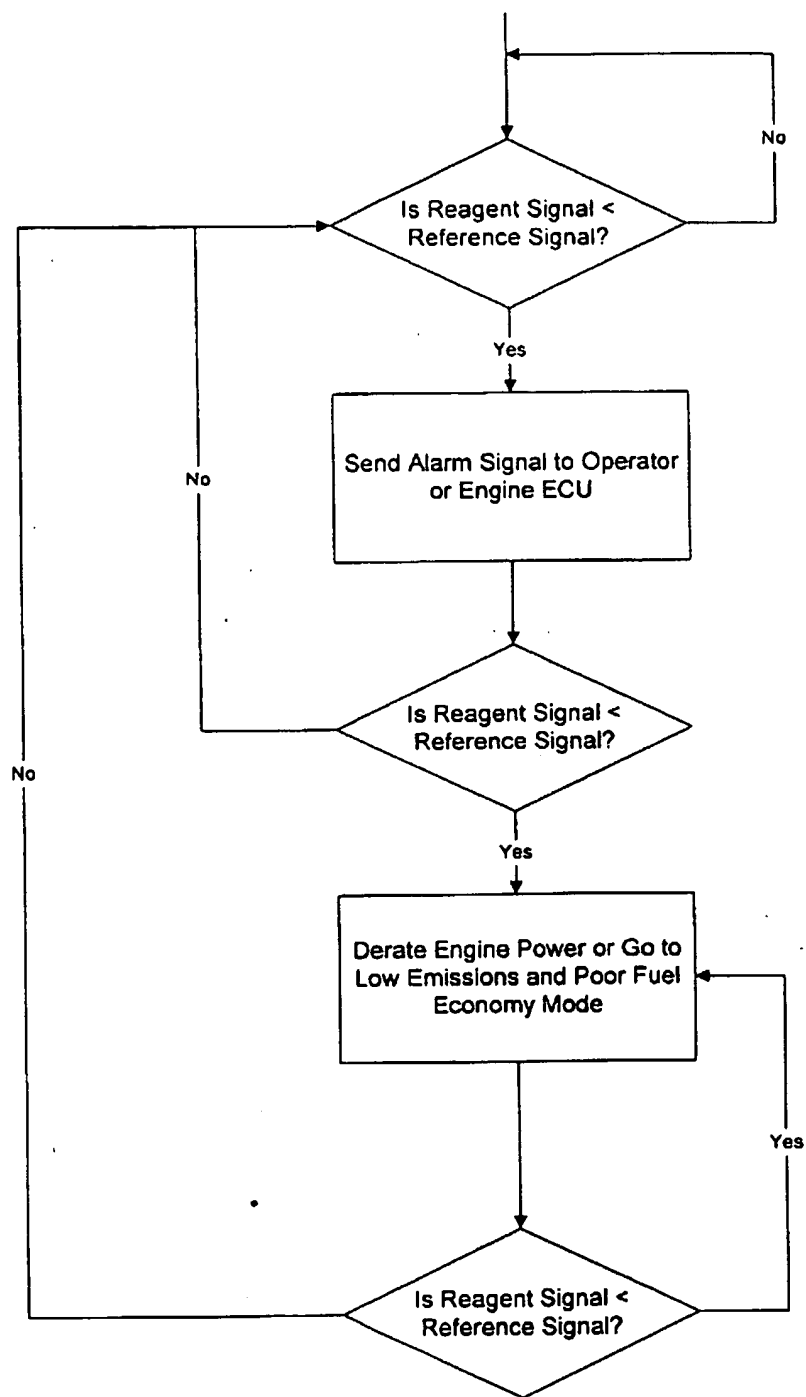 No
Is Reagent Signal <
Reference Signal?
Yes
Send Alarm Signal to Operator
or Engine ECU
No
Is Reagent Signal <
Reference Signal?
No
Yes
Derate Engine Power or Go to
Low Emissions and Poor Fuel
Economy Mode
Yes
Is Reagent Signal <
Reference Signal?